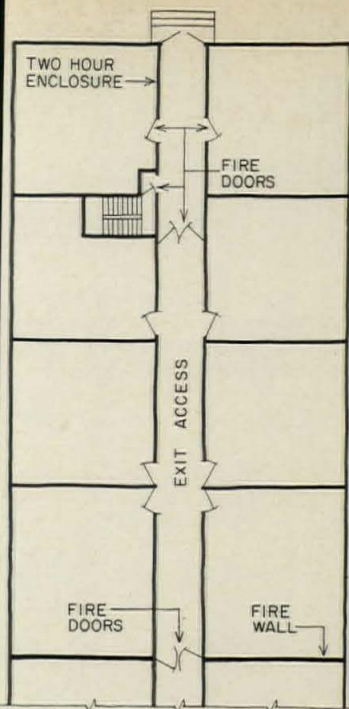 TWO HOUR
ENCLOSURE
FIRE
DOORS
EXIT ACCESS
FIRE
DOORS
FIRE
WALL